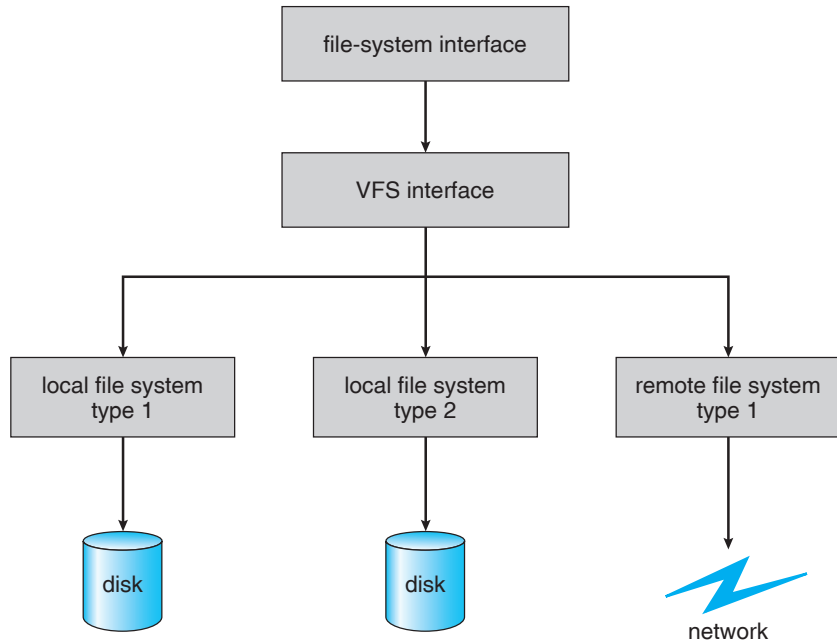 file-system interface
VFS interface
local file system
type 1
local file system
type 2
remote file system
type 1
disk
disk
network